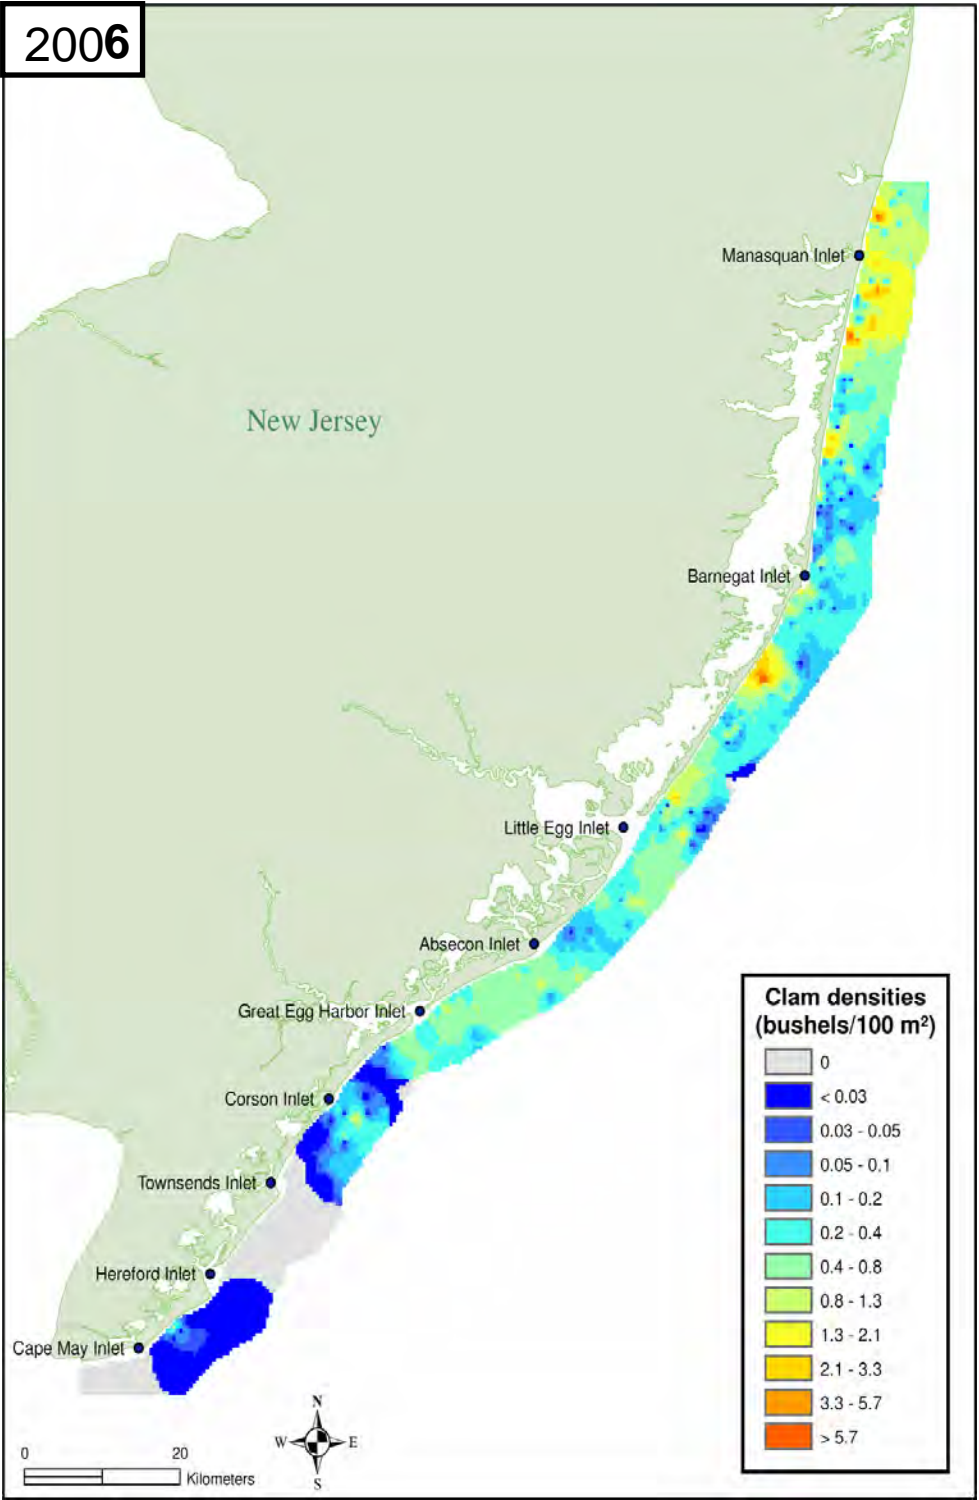 2006
Manasquan Inlet
New Jersey
Barnegat Inlet
Little Egg Inlet
Absecon Inlet
Great Egg Harbor Inlet
Corson Inlet
Townsends Inlet
Hereford Inlet
Cape May Inlet
Clam densities
(bushels/100 m²)
0
< 0.03
0.03 - 0.05
0.05 - 0.1
0.1 - 0.2
0.2 - 0.4
0.4 - 0.8
0.8 - 1.3
1.3 - 2.1
2.1 - 3.3
3.3 - 5.7
> 5.7
N
W E
S
0 20
Kilometers